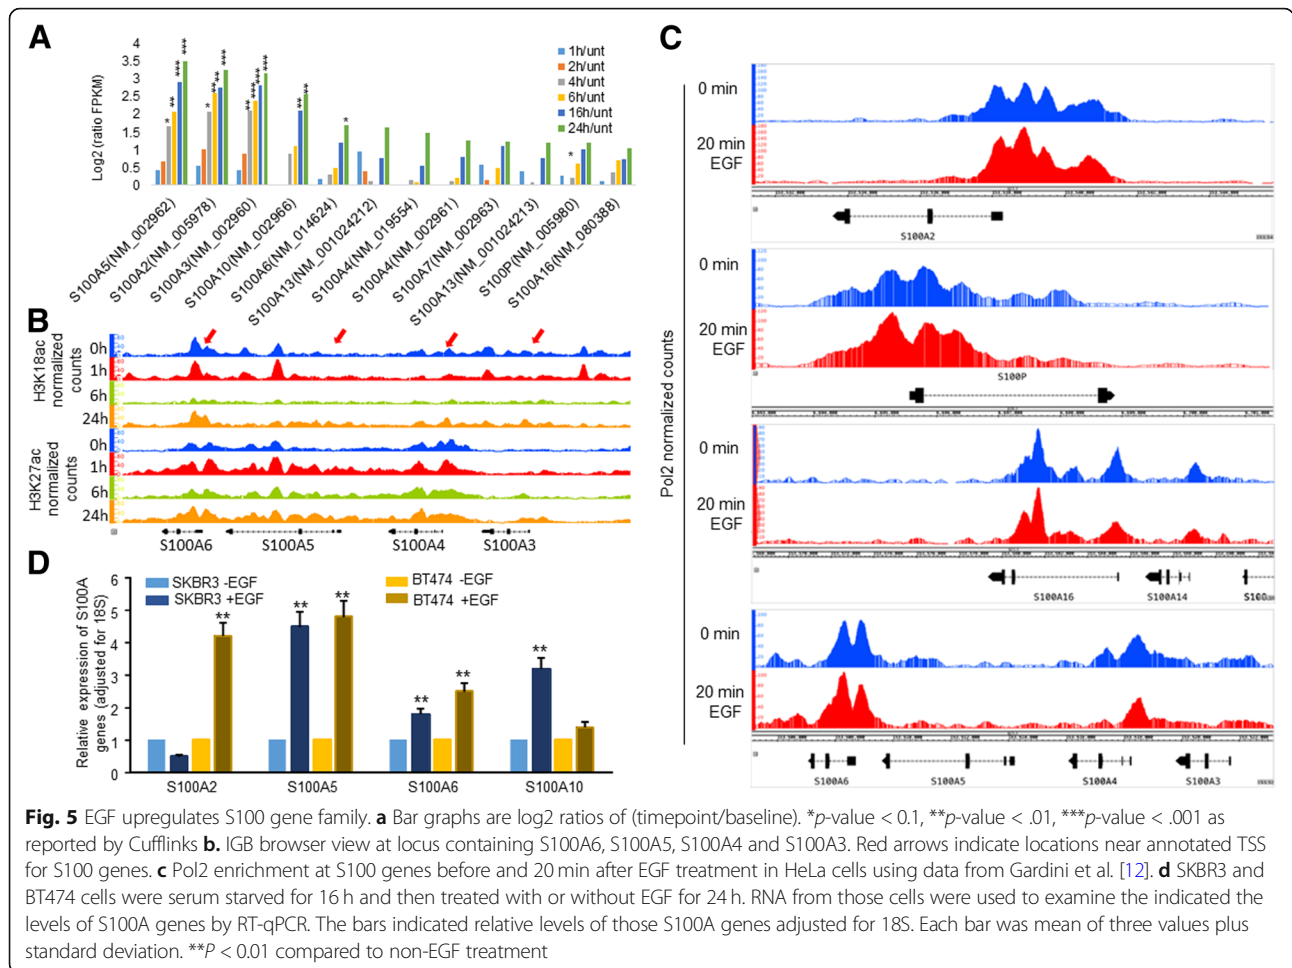 A
4
3.5
3
2.5
2
1.5
1
0.5
0
Log2 (ratio FPKM)
1h/unt
2h/unt
4h/unt
6h/unt
16h/unt
24h/unt
* ** *** ***
* ** ** ***
** *** *** ***
** **
*
*
S100A5(NM_002962)
S100A2(NM_005978)
S100A3(NM_002960)
S100A10(NM_002966)
S100A6(NM_014624)
S100A13(NM_001024212)
S100A4(NM_019554)
S100A4(NM_002961)
S100A7(NM_002963)
S100A13(NM_001024213)
S100P(NM_005980)
S100A16(NM_080388)
B
H3K18ac
normalized
counts
0h
1h
6h
24h
H3K27ac
normalized
counts
0h
1h
6h
24h
S100A6 S100A5 S100A4 S100A3
C
Pol2 normalized counts
0 min
20 min
EGF
S100A2
0 min
20 min
EGF
S100P
0 min
20 min
EGF
S100A16 S100A14
0 min
20 min
EGF
S100A6 S100A5 S100A4 S100A3
D
Relative expression of S100A
genes (adjusted for 18S)
6
5
4
3
2
1
0
SKBR3 -EGF
SKBR3 +EGF
BT474 -EGF
BT474 +EGF
** ** ** ** ** **
S100A2 S100A5 S100A6 S100A10
Fig. 5 EGF upregulates S100 gene family. a Bar graphs are log2 ratios of (timepoint/baseline). *p-value < 0.1, **p-value < .01, ***p-value < .001 as
reported by Cufflinks b. IGB browser view at locus containing S100A6, S100A5, S100A4 and S100A3. Red arrows indicate locations near annotated TSS
for S100 genes. c Pol2 enrichment at S100 genes before and 20 min after EGF treatment in HeLa cells using data from Gardini et al. [12]. d SKBR3 and
BT474 cells were serum starved for 16 h and then treated with or without EGF for 24 h. RNA from those cells were used to examine the indicated the
levels of S100A genes by RT-qPCR. The bars indicated relative levels of those S100A genes adjusted for 18S. Each bar was mean of three values plus
standard deviation. **P < 0.01 compared to non-EGF treatment